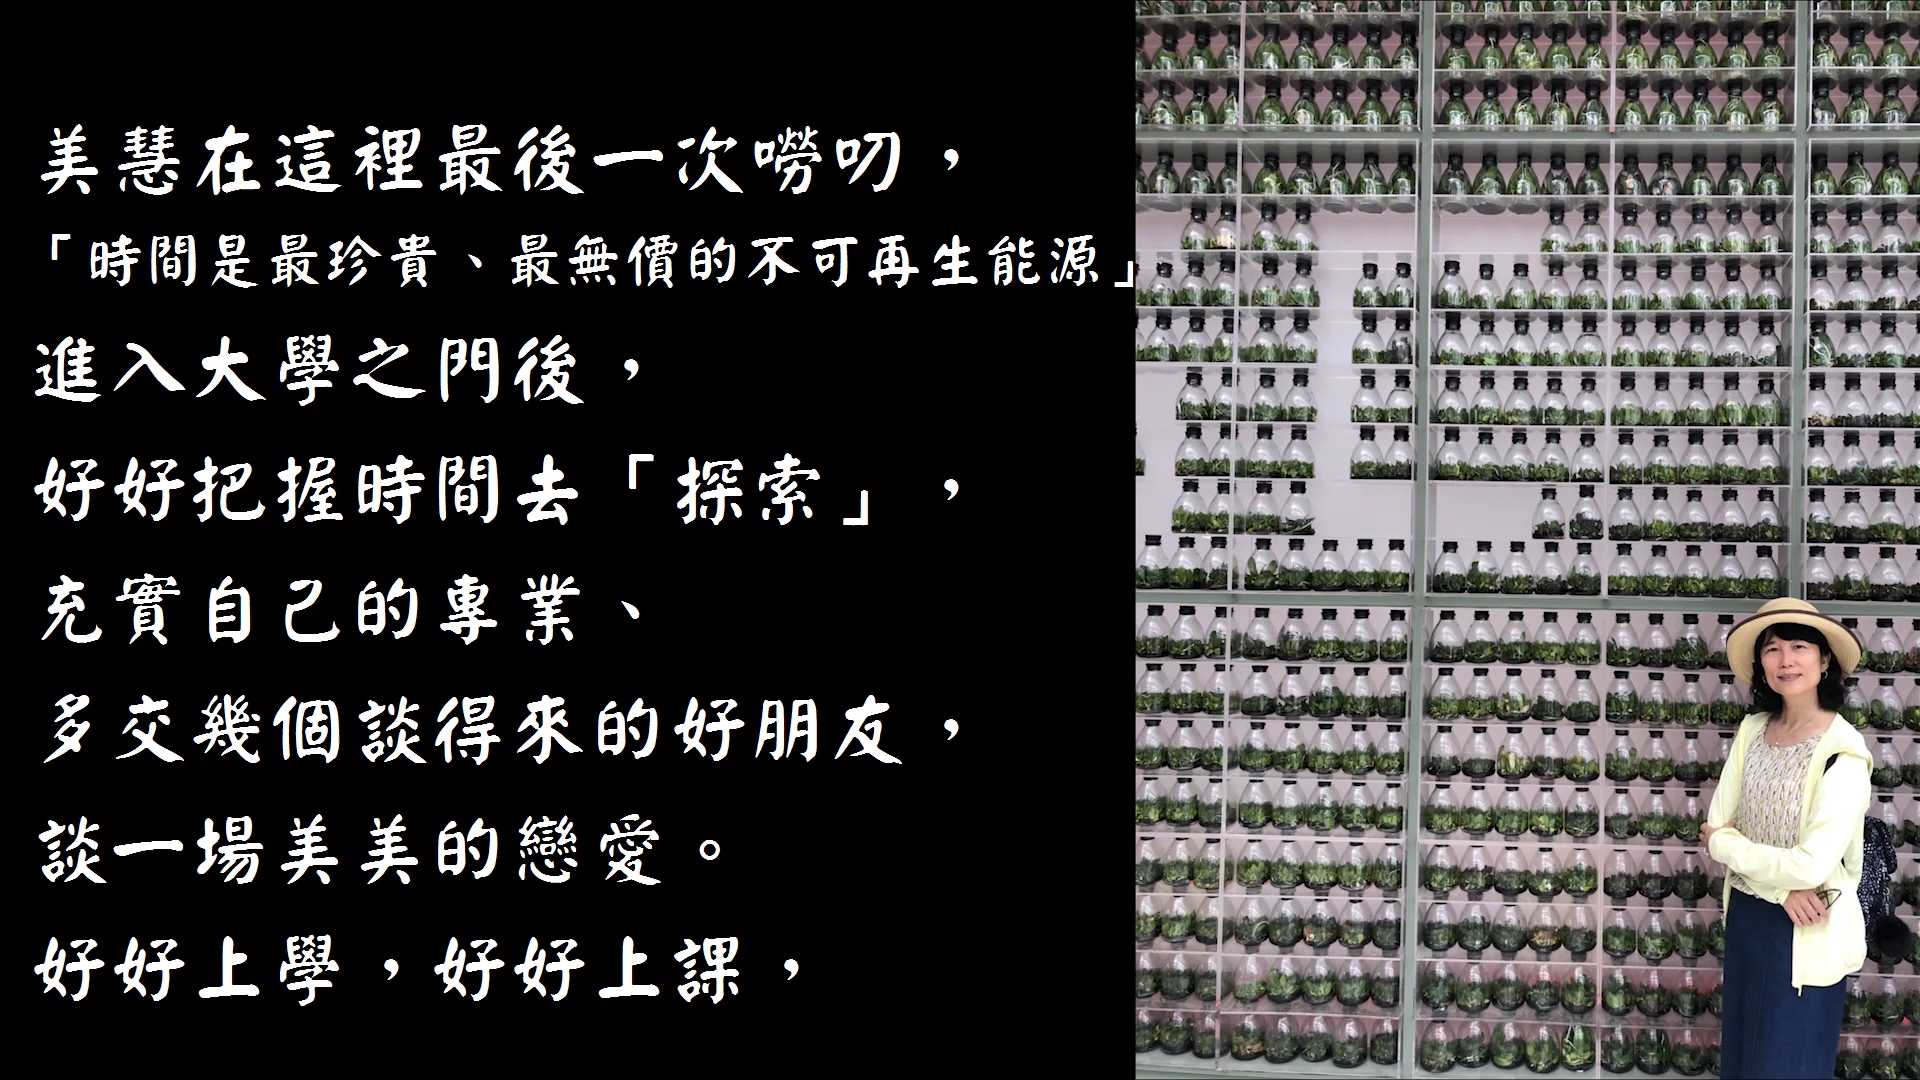 美慧在這裡最後一次嘮叨，
「時間是最珍貴、最無價的不可再生能源」
進入大學之門後，
好好把握時間去「探索」，
充實自己的專業、
多交幾個談得來的好朋友，
談一場美美的戀愛。
好好上學，好好上課，